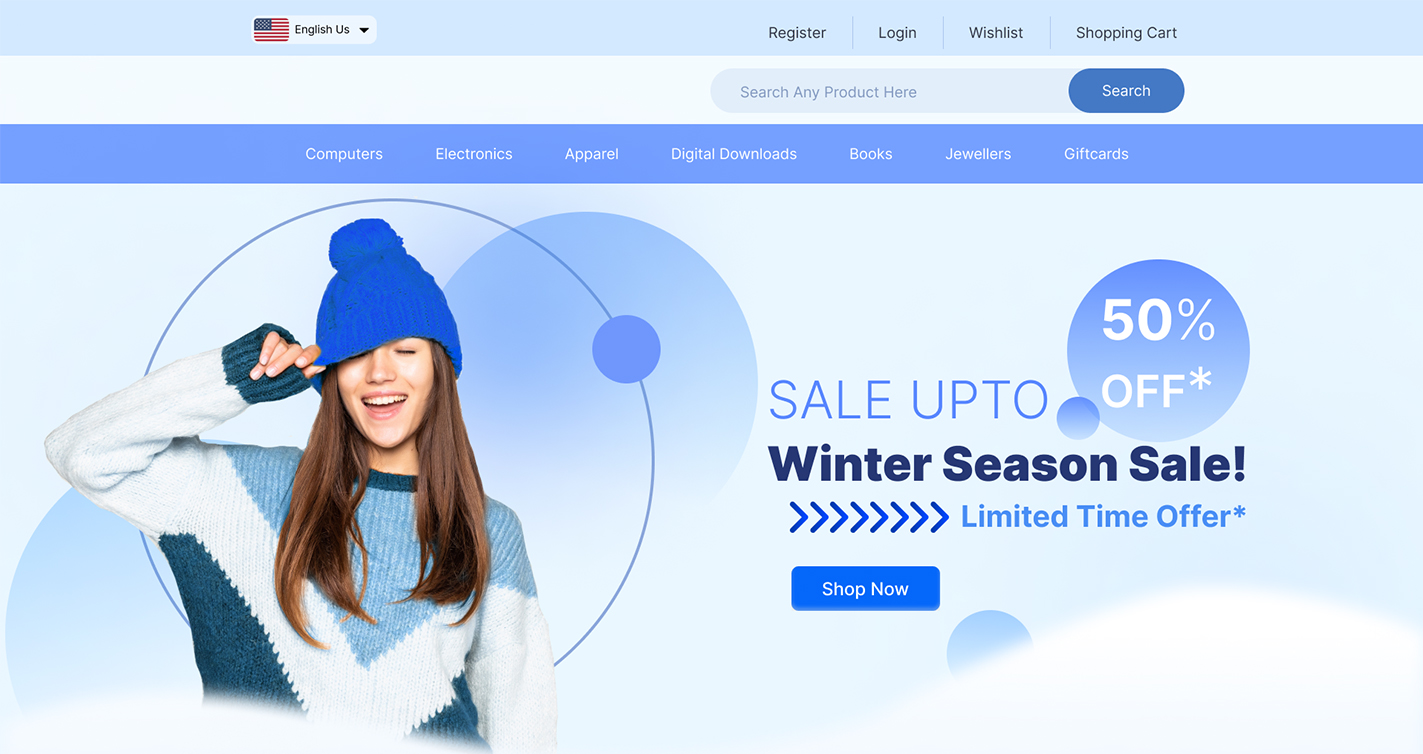 English Us
Register
Login
Wishlist
Shopping Cart
Search Any Product Here
Search
Computers
Electronics
Apparel
Digital Downloads
Books
Jewellers
Giftcards
50%
OFF*
SALE UPTO
Winter Season Sale!
Limited Time Offer*
Shop Now